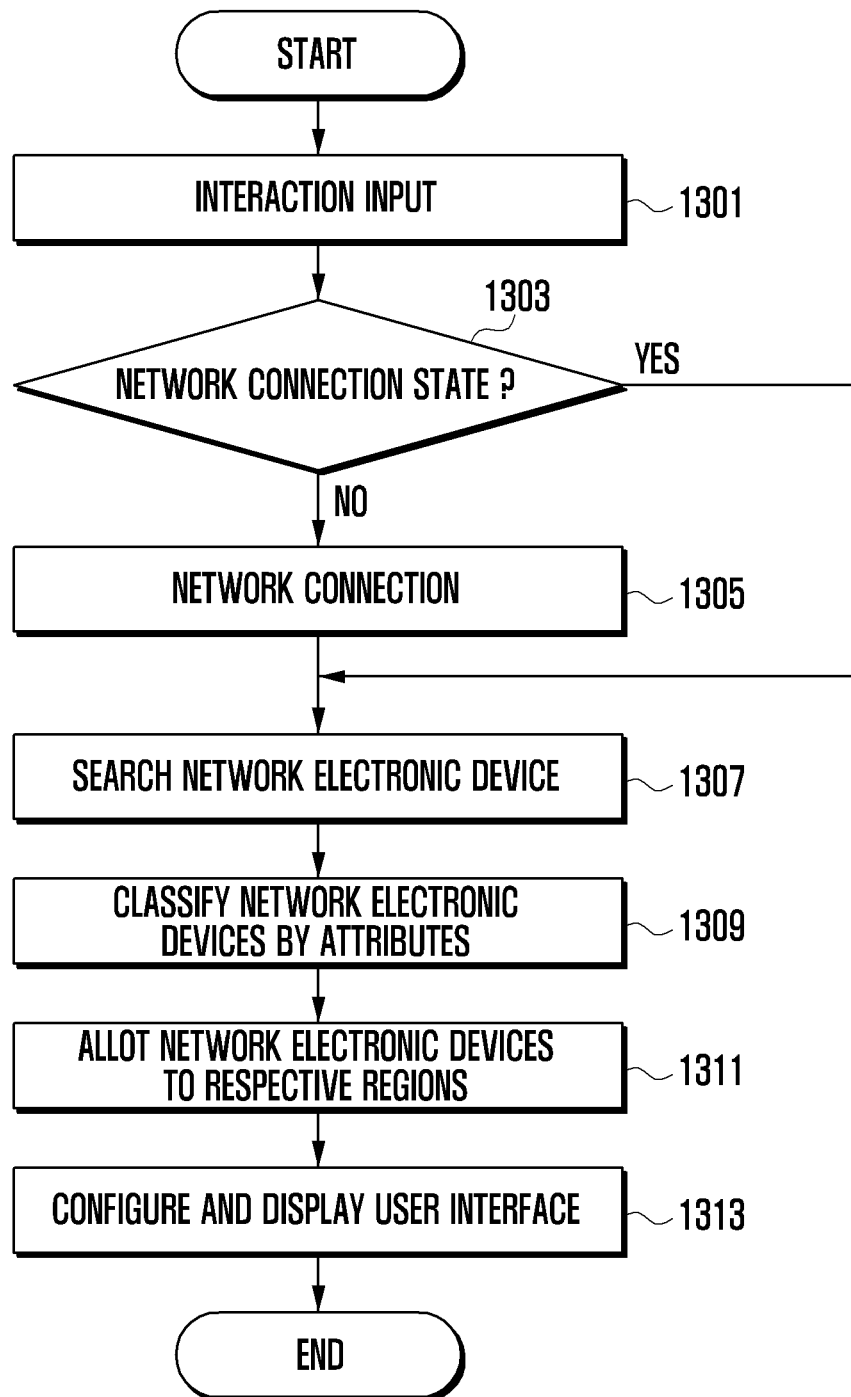 START
INTERACTION INPUT
1301
1303
NETWORK CONNECTION STATE ?
YES
NO
NETWORK CONNECTION
1305
SEARCH NETWORK ELECTRONIC DEVICE
1307
CLASSIFY NETWORK ELECTRONIC
DEVICES BY ATTRIBUTES
1309
ALLOT NETWORK ELECTRONIC DEVICES
TO RESPECTIVE REGIONS
1311
CONFIGURE AND DISPLAY USER INTERFACE
1313
END